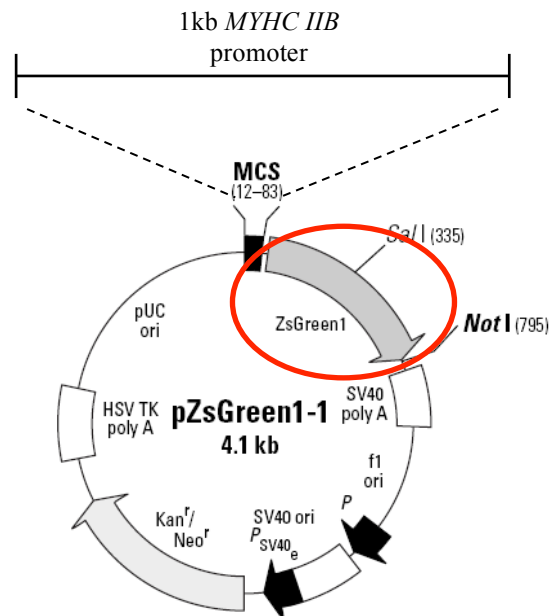 1kb MYHC IIB
promoter
MCS
(12–83)
Sal I (335)
ZsGreen1
Not I (795)
pUC
ori
HSV TK
poly A
pZsGreen1-1
4.1 kb
SV40
poly A
f1
ori
P
SV40 ori
P SV40e
Kanr/
Neor